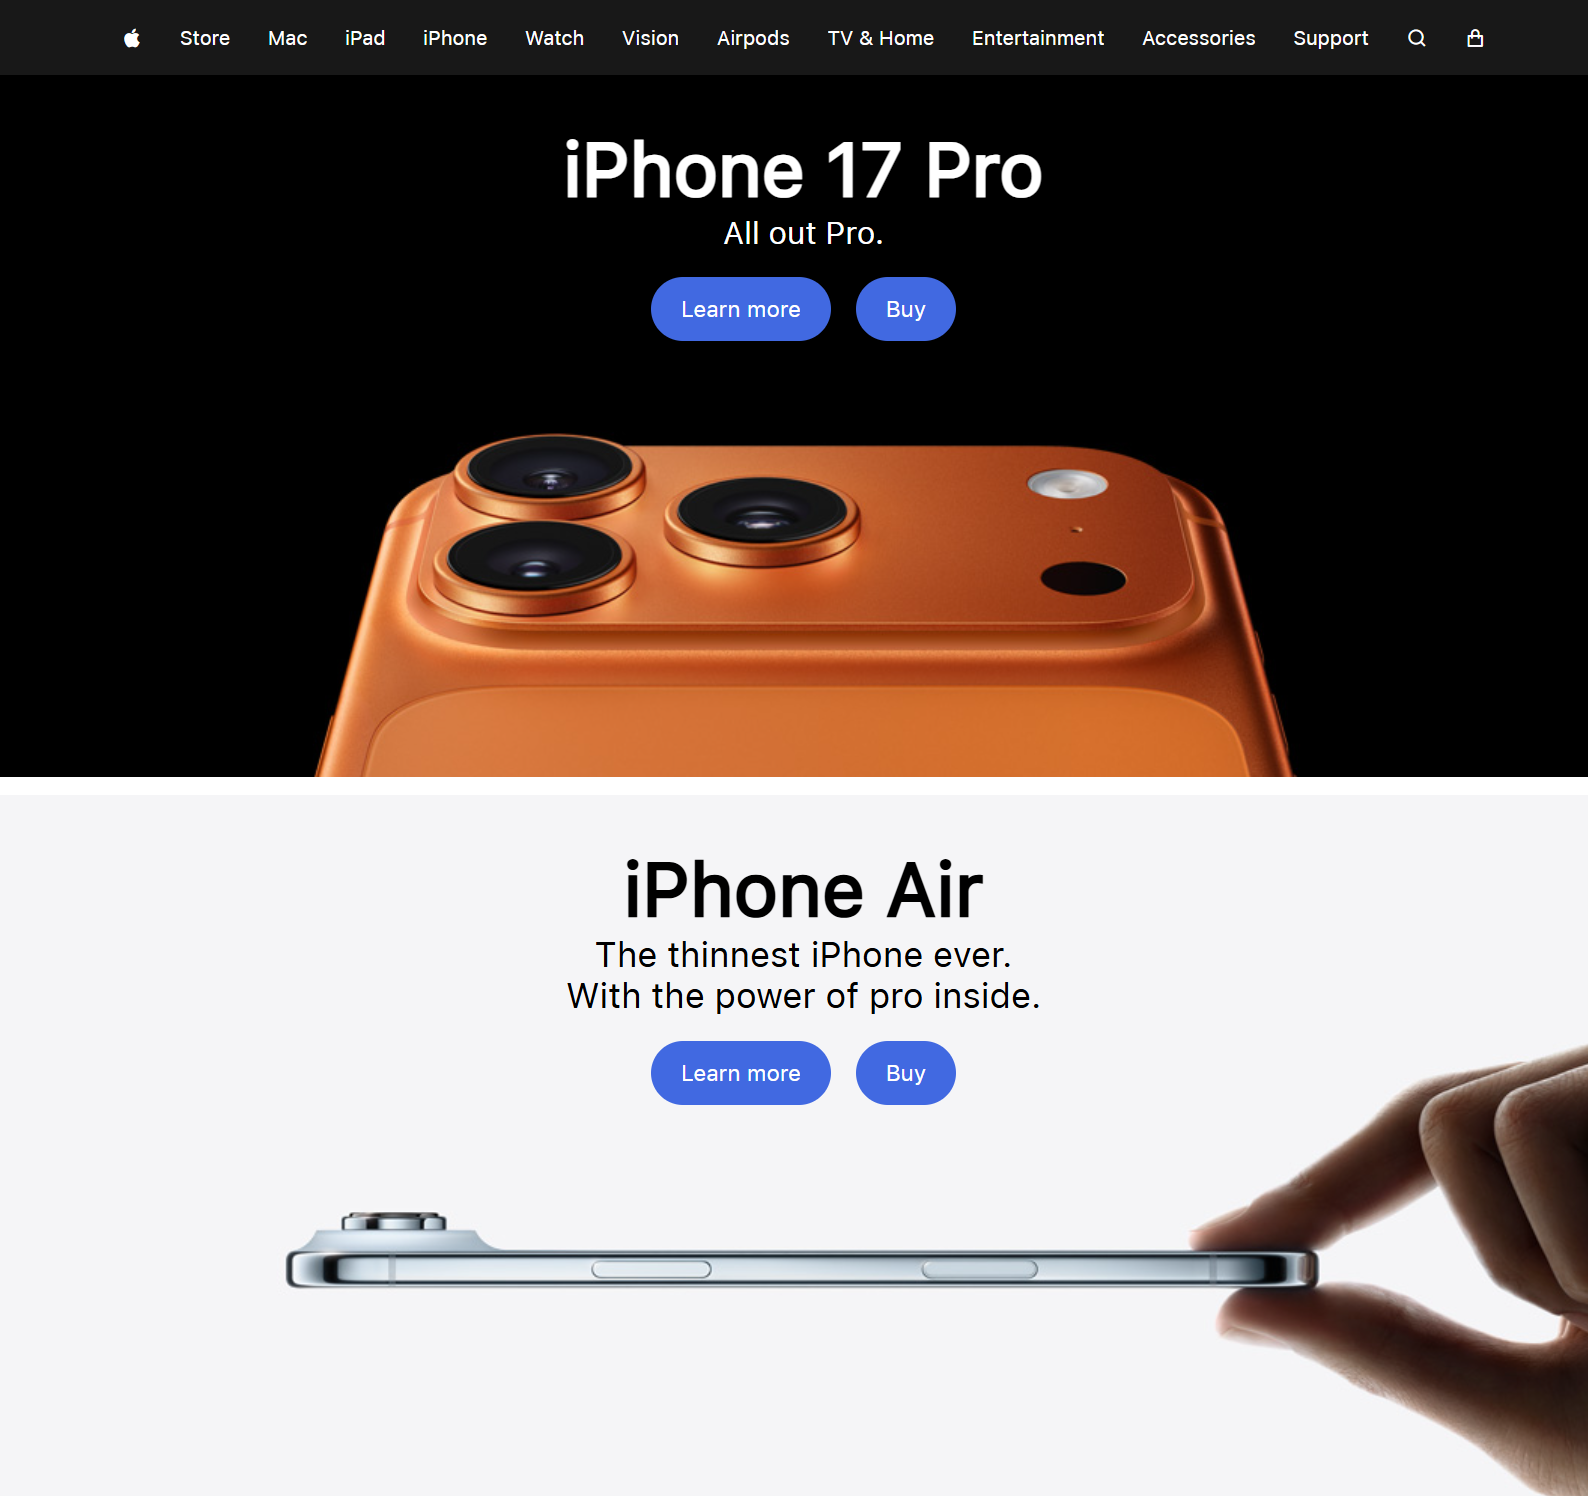 Store Mac iPad iPhone Watch Vision Airpods TV & Home Entertainment Accessories Support
iPhone 17 Pro
All out Pro.
Learn more Buy
iPhone Air
The thinnest iPhone ever.
With the power of pro inside.
Learn more Buy